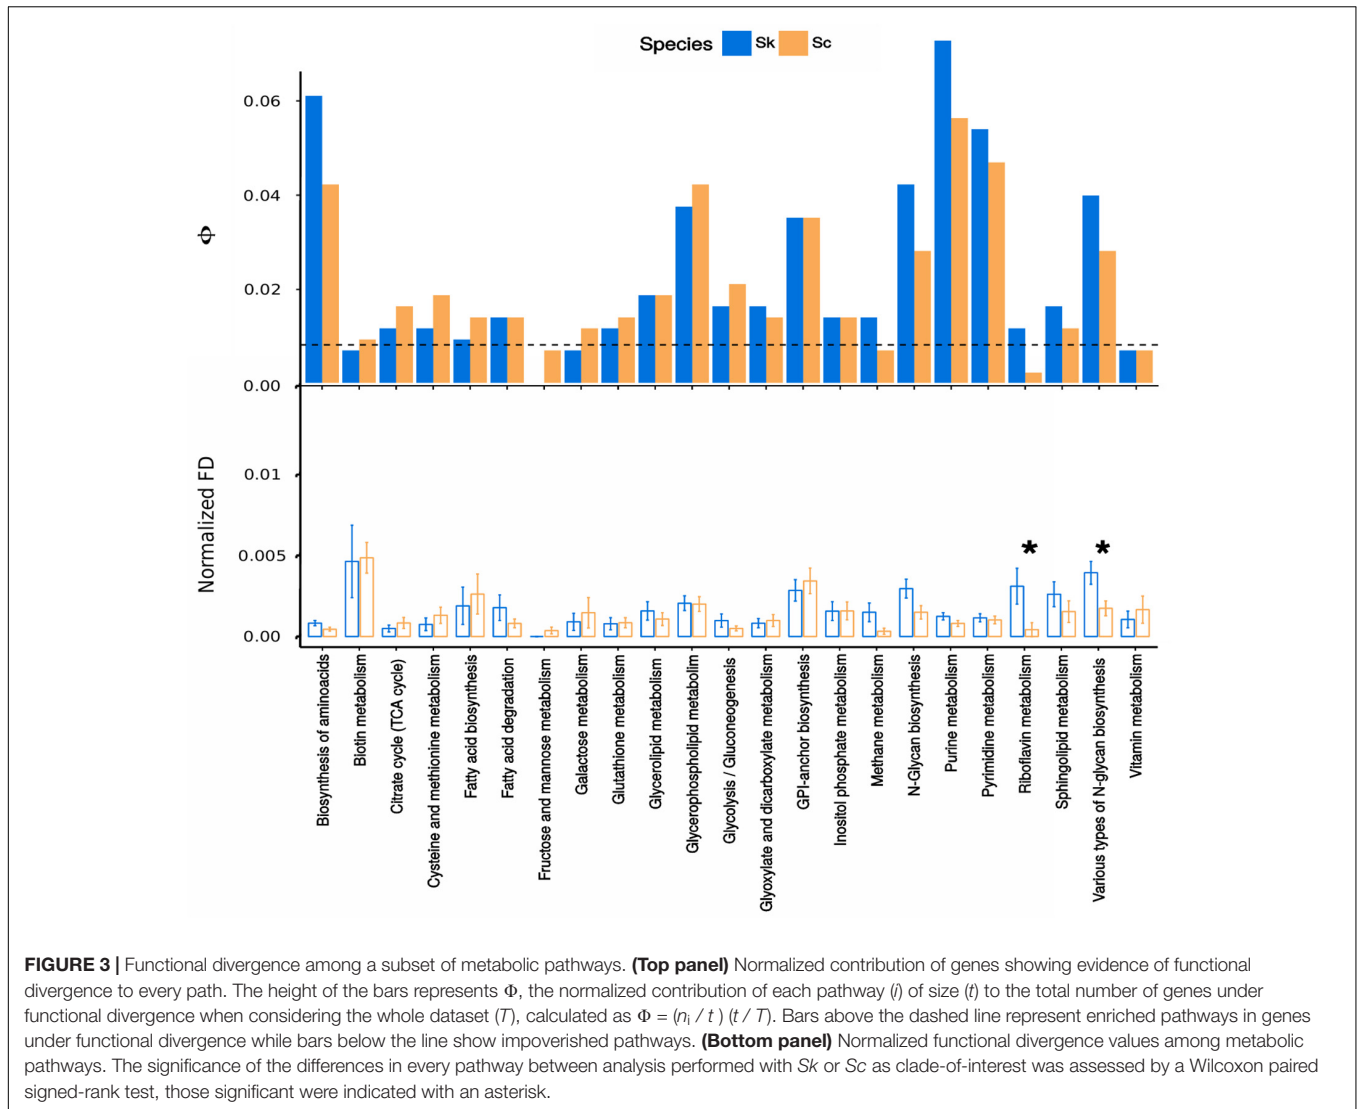 Species Sk Sc
0.06
0.04
Φ
0.02
0.00
0.01
Normalized FD
0.005
* *
0.00
Biosynthesis of aminoacids
Biotin metabolism
Citrate cycle (TCA cycle)
Cysteine and methionine metabolism
Fatty acid biosynthesis
Fatty acid degradation
Fructose and mannose metabolism
Galactose metabolism
Glutathione metabolism
Glycerolipid metabolism
Glycerophospholipid metabolim
Glycolysis / Gluconeogenesis
Glyoxylate and dicarboxylate metabolism
GPI-anchor biosynthesis
Inositol phosphate metabolism
Methane metabolism
N-Glycan biosynthesis
Purine metabolism
Pyrimidine metabolism
Riboflavin metabolism
Sphingolipid metabolism
Various types of N-glycan biosynthesis
Vitamin metabolism
FIGURE 3 | Functional divergence among a subset of metabolic pathways. (Top panel) Normalized contribution of genes showing evidence of functional
divergence to every path. The height of the bars represents Φ, the normalized contribution of each pathway (i) of size (t) to the total number of genes under
functional divergence when considering the whole dataset (T), calculated as Φ = (ni / t ) (t / T). Bars above the dashed line represent enriched pathways in genes
under functional divergence while bars below the line show impoverished pathways. (Bottom panel) Normalized functional divergence values among metabolic
pathways. The significance of the differences in every pathway between analysis performed with Sk or Sc as clade-of-interest was assessed by a Wilcoxon paired
signed-rank test, those significant were indicated with an asterisk.